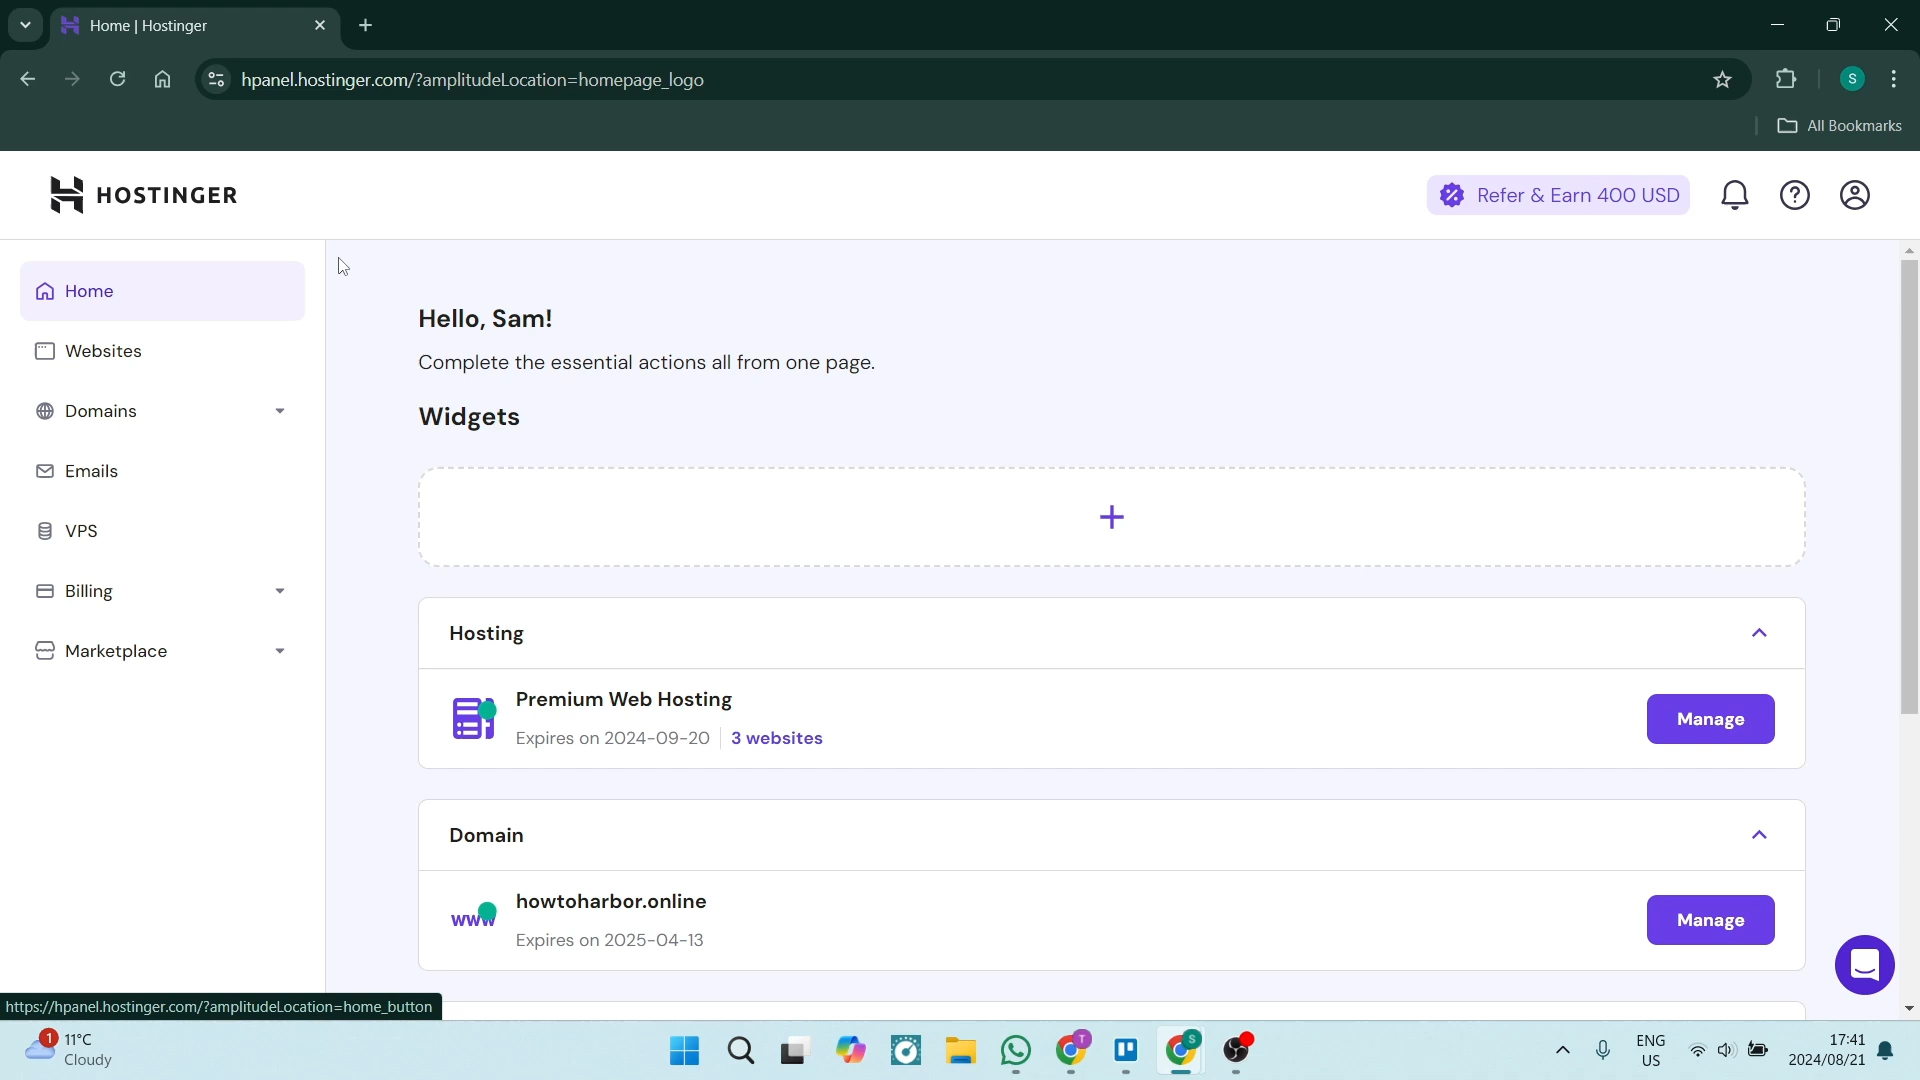 Home | Hostinger
hpanel.hostinger.com/?amplitudeLocation=homepage_logo
S
All Bookmarks
HOSTINGER
Refer & Earn 400 USD
Home
Websites
Domains
Emails
VPS
Billing
Marketplace
Hello, Sam!
Complete the essential actions all from one page.
Widgets
+
Hosting
Premium Web Hosting
Expires on 2024-09-20 | 3 websites
Manage
Domain
www
howtoharbor.online
Expires on 2025-04-13
Manage
https://hpanel.hostinger.com/?amplitudeLocation=home_button
1
11°C
Cloudy
T
S
ENG
US
17:41
2024/08/21